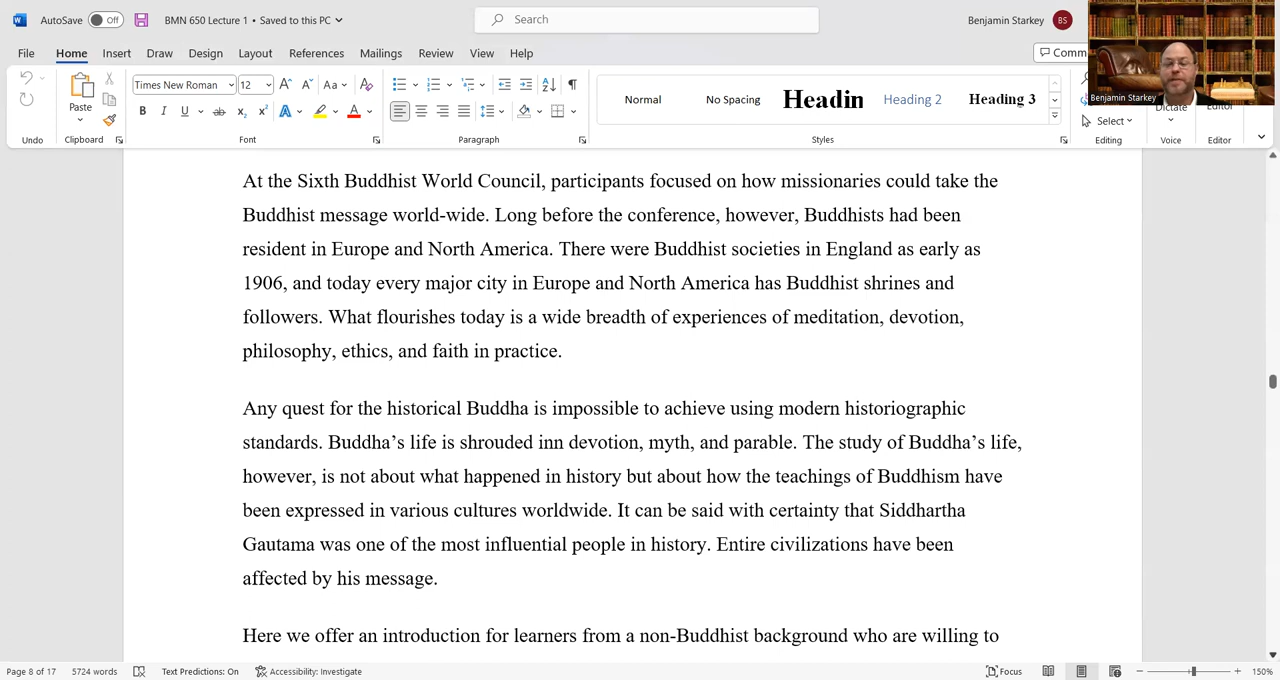 AutoSave Off BMN 650 Lecture 1 • Saved to this PC Search Benjamin Starkey BS
File Home Insert Draw Design Layout References Mailings Review View Help Comm
Benjamin Starkey
Paste Times New Roman 12 Aa Normal No Spacing Headin Heading 2 Heading 3 Dictate Editor
B I U ab x₂ x² A A Select
Undo Clipboard Font Paragraph Styles Editing Voice Editor
At the Sixth Buddhist World Council, participants focused on how missionaries could take the
Buddhist message world-wide. Long before the conference, however, Buddhists had been
resident in Europe and North America. There were Buddhist societies in England as early as
1906, and today every major city in Europe and North America has Buddhist shrines and
followers. What flourishes today is a wide breadth of experiences of meditation, devotion,
philosophy, ethics, and faith in practice.
Any quest for the historical Buddha is impossible to achieve using modern historiographic
standards. Buddha’s life is shrouded inn devotion, myth, and parable. The study of Buddha’s life,
however, is not about what happened in history but about how the teachings of Buddhism have
been expressed in various cultures worldwide. It can be said with certainty that Siddhartha
Gautama was one of the most influential people in history. Entire civilizations have been
affected by his message.
Here we offer an introduction for learners from a non-Buddhist background who are willing to
Page 8 of 17 5724 words Text Predictions: On Accessibility: Investigate Focus 150%